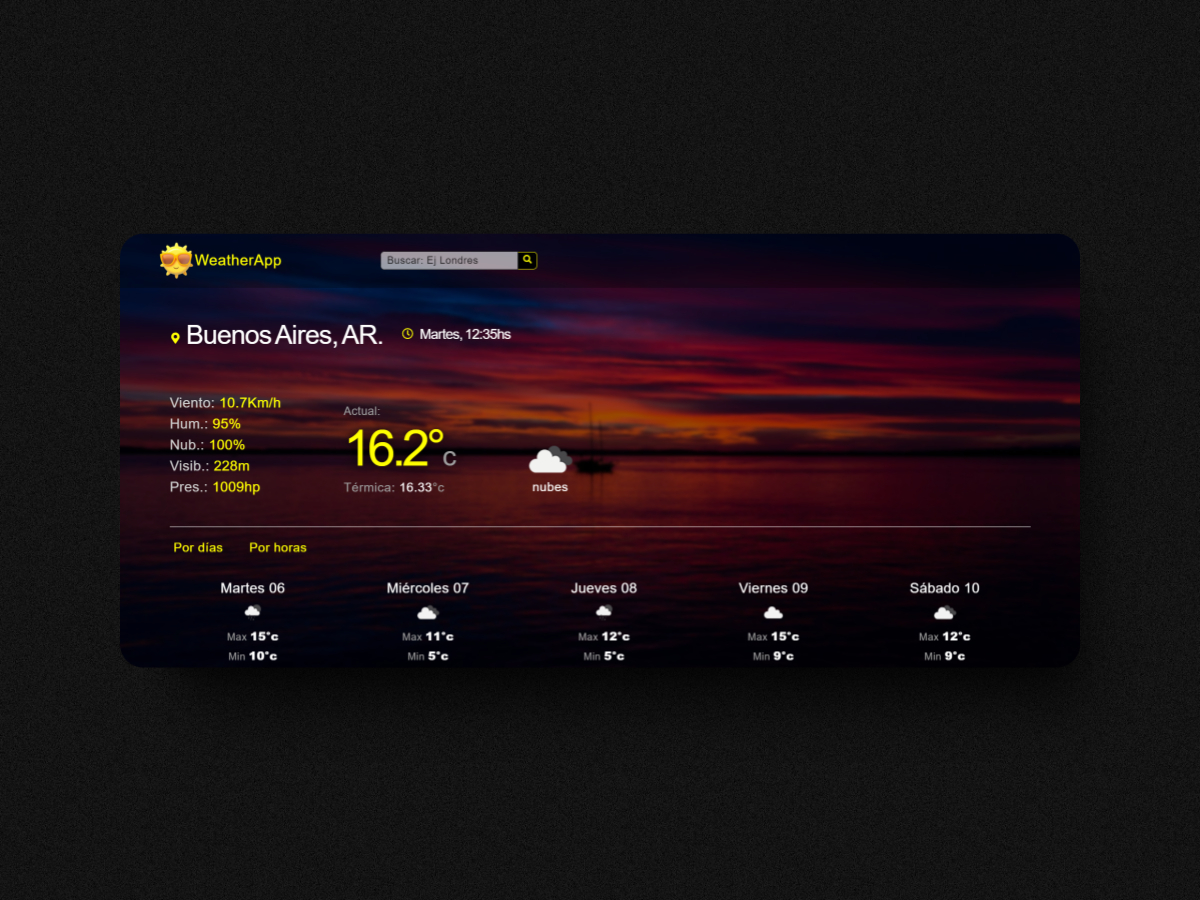 WeatherApp
Buscar: Ej Londres
Buenos Aires, AR.
Martes, 12:35hs
Viento: 10.7Km/h
Hum.: 95%
Nub.: 100%
Visib.: 228m
Pres.: 1009hp
Actual:
16.2°C
Térmica: 16.33°c
nubes
Por días
Por horas
Martes 06
Max 15°c
Min 10°c
Miércoles 07
Max 11°c
Min 5°c
Jueves 08
Max 12°c
Min 5°c
Viernes 09
Max 15°c
Min 9°c
Sábado 10
Max 12°c
Min 9°c